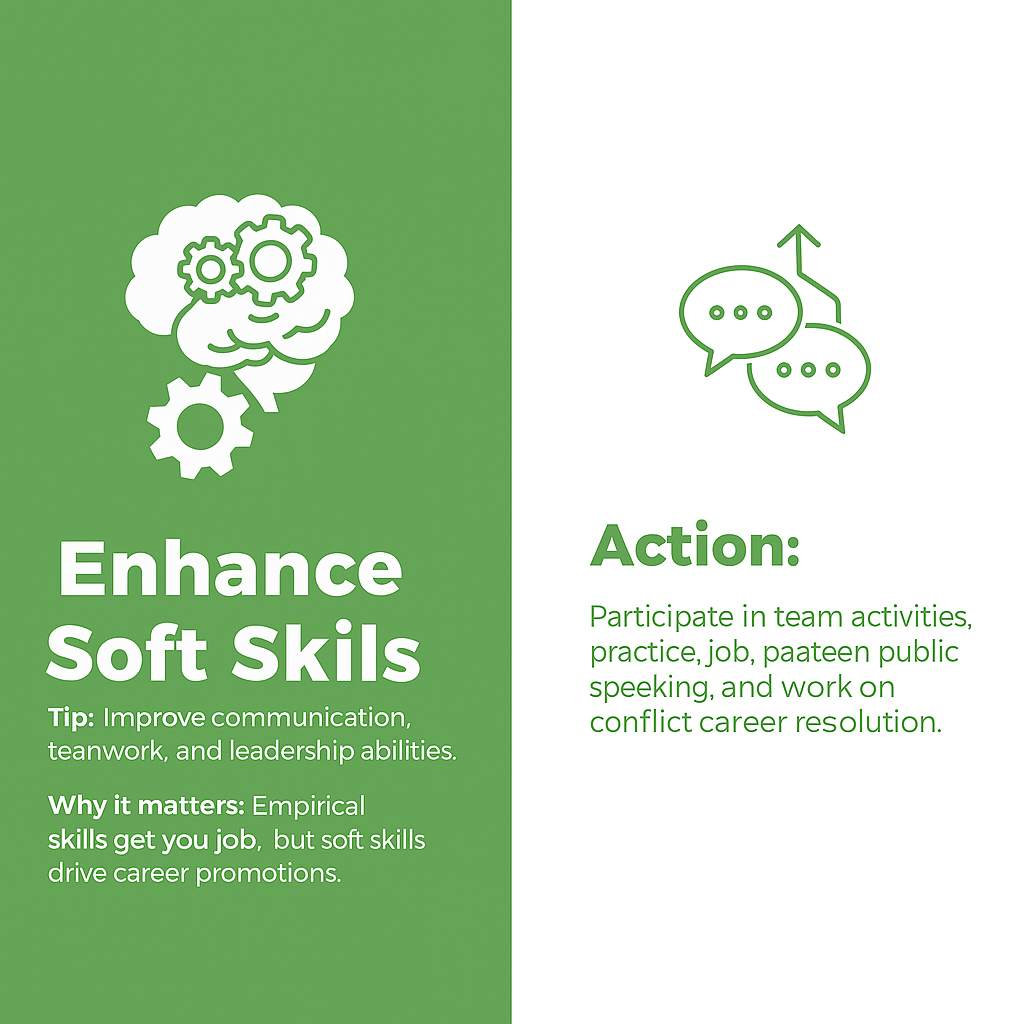 Enhance
Soft Skils
Tip: Improve communication,
teanwork, and leadership abilities.
Why it matters: Empirical
skills get you job, but soft skills
drive career promotions.
Action:
Participate in team activities,
practice, job, paateen public
speeking, and work on
conflict career resolution.